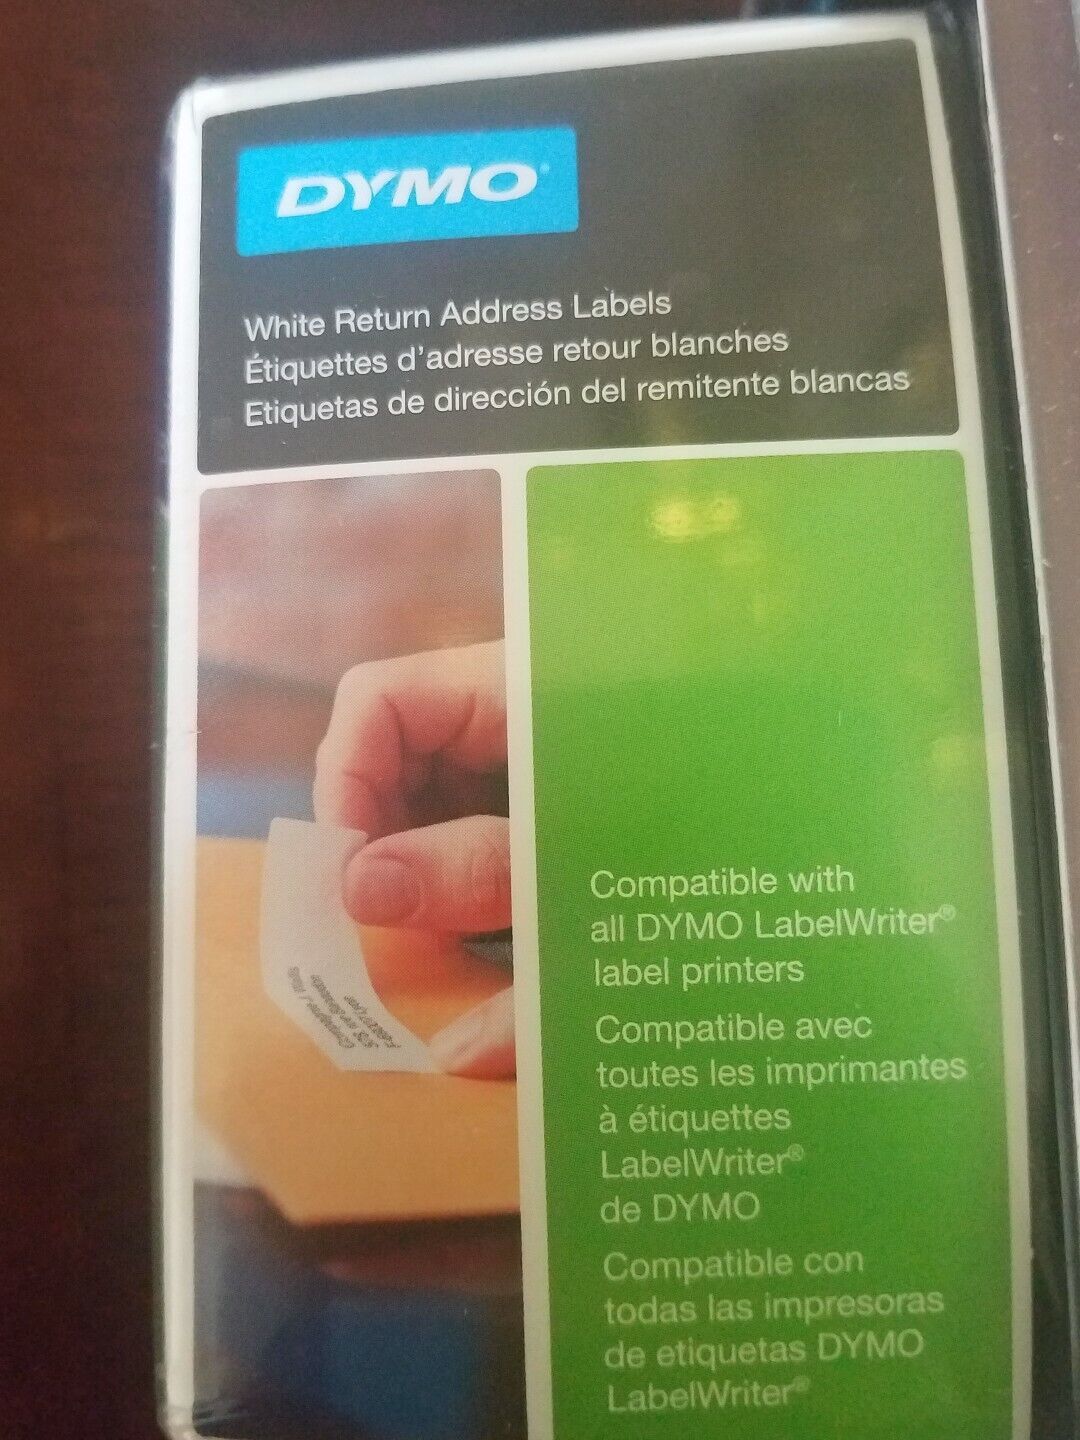 DYMO®
White Return Address Labels
Étiquettes d'adresse retour blanches
Etiquetas de dirección del remitente blancas
Compatible with
all DYMO LabelWriter®
label printers
Compatible avec
toutes les imprimantes
à étiquettes
LabelWriter®
de DYMO
Compatible con
todas las impresoras
de etiquetas DYMO
LabelWriter®